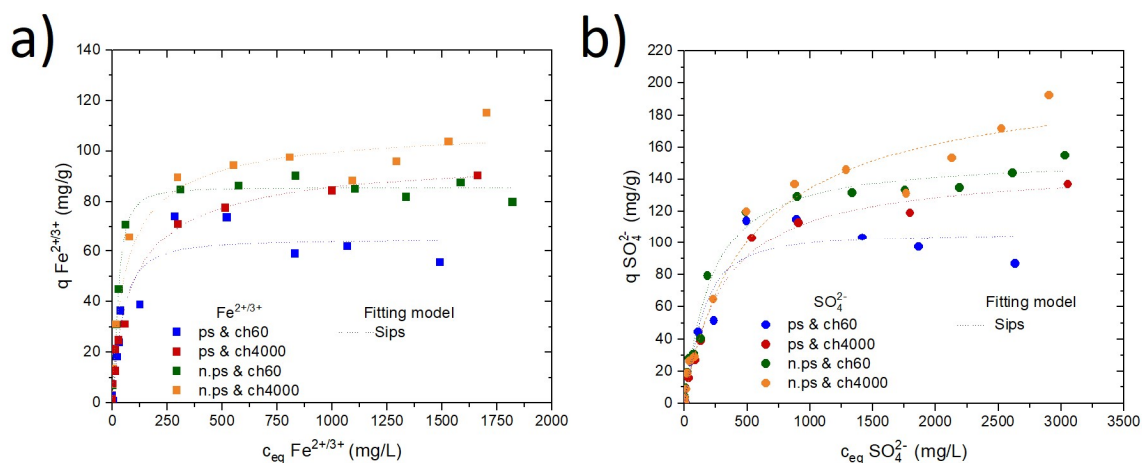 a)
q Fe2+/3+ (mg/g)
140
120
100
80
60
40
20
0
Fe2+/3+
ps & ch60
ps & ch4000
n.ps & ch60
n.ps & ch4000
Fitting model
Sips
0 250 500 750 1000 1250 1500 1750 2000
ceq Fe2+/3+ (mg/L)
b)
q SO42- (mg/g)
220
200
180
160
140
120
100
80
60
40
20
0
SO42-
ps & ch60
ps & ch4000
n.ps & ch60
n.ps & ch4000
Fitting model
Sips
0 500 1000 1500 2000 2500 3000 3500
ceq SO42- (mg/L)